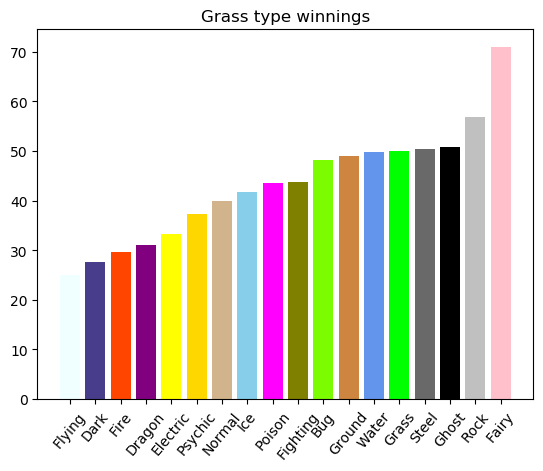 Grass type winnings
70
60
50
40
30
20
10
0
Flying
Dark
Fire
Dragon
Electric
Psychic
Normal
Ice
Poison
Fighting
Bug
Ground
Water
Grass
Steel
Ghost
Rock
Fairy